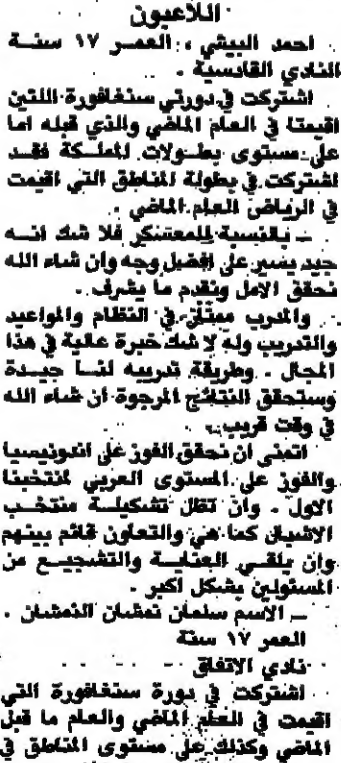 اللاعبون
احمد البيشي ، العمر ١٧ سنة
النادي القادسية .
اشتركت في دورتي سنغافورة اللتين
اقيمتا في العام الماضي والذي قبله اما
على مستوى بطولات المملكة فقد
اشتركت في بطولة المناطق التي اقيمت
في الرياض العام الماضي .
ــ بالنسبة للمعسكر فلا شك انه
جيد يسير على افضل وجه وان شاء الله
نحقق الامل ونقدم ما يشرف .
والمدرب ممتاز في النظام والمواعيد
والتدريب وله لا شك خبرة عالية في هذا
المجال . وطريقة تدريبه لنا جيدة
وستحقق النتائج المرجوة ان شاء الله
في وقت قريب .
اتمنى ان نحقق الفوز على اندونيسيا
والفوز على المستوى العربي لمنتخبنا
الاول . وان تظل تشكيلة منتخب
الاشبال كما هي والتعاون قائم بينهم
وان يلقى العناية والتشجيع من
المسئولين بشكل اكبر .
ــ الاسم سلمان نمشان النمشان .
العمر ١٧ سنة
نادي الاتفاق
اشتركت في دورة سنغافورة التي
اقيمت في العام الماضي والعام ما قبل
الماضي وكذلك على مستوى المناطق في